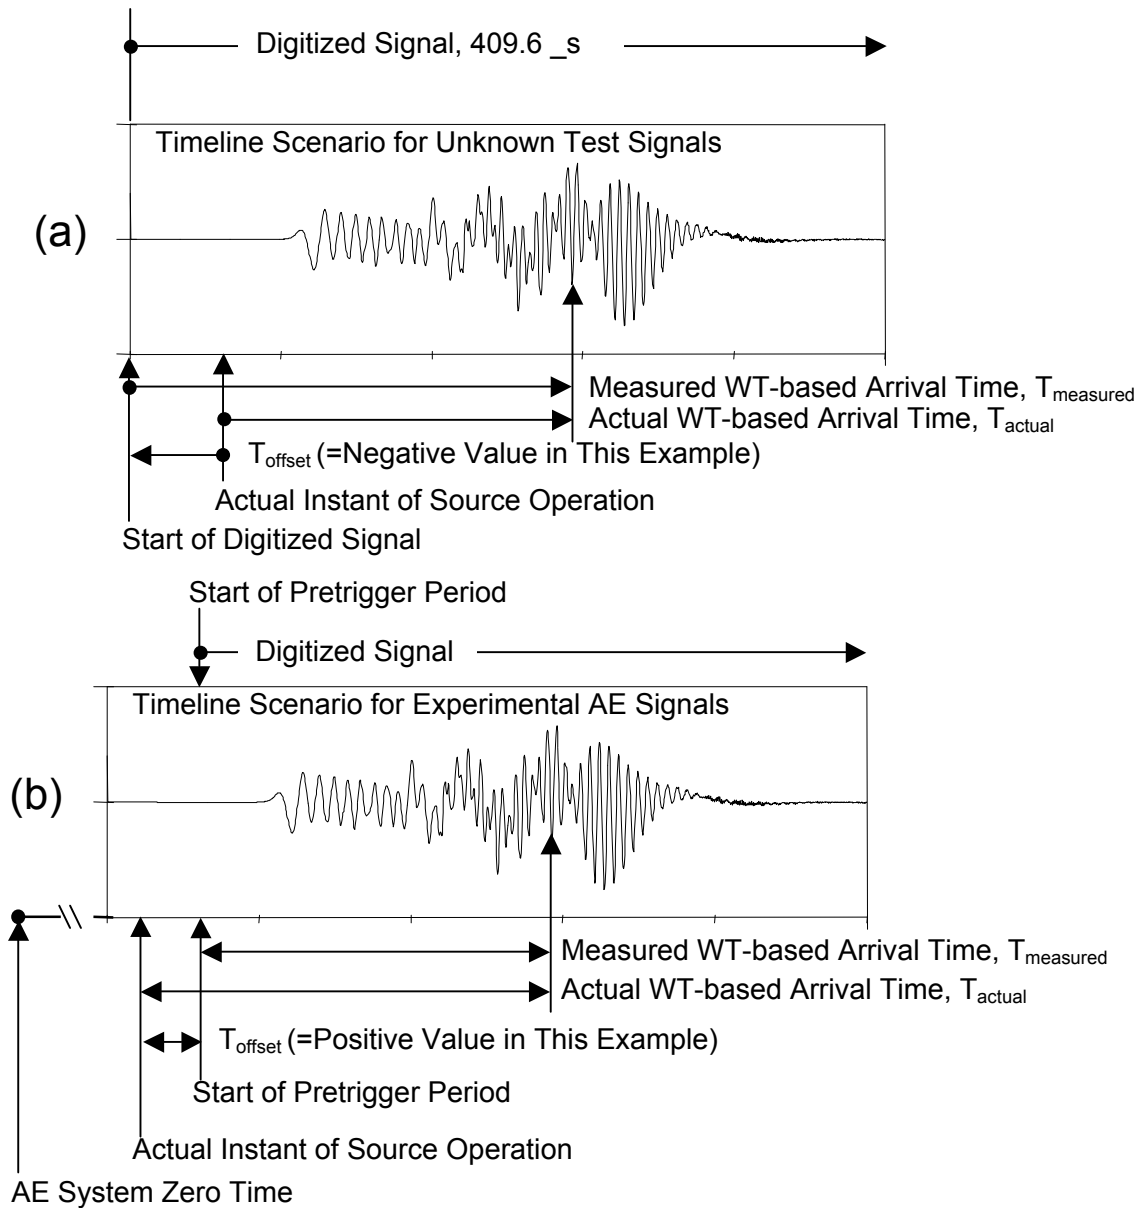 Digitized Signal, 409.6 _s
Timeline Scenario for Unknown Test Signals
(a)
Measured WT-based Arrival Time, Tmeasured
Actual WT-based Arrival Time, Tactual
Toffset (=Negative Value in This Example)
Actual Instant of Source Operation
Start of Digitized Signal
Start of Pretrigger Period
Digitized Signal
Timeline Scenario for Experimental AE Signals
(b)
Measured WT-based Arrival Time, Tmeasured
Actual WT-based Arrival Time, Tactual
Toffset (=Positive Value in This Example)
Start of Pretrigger Period
Actual Instant of Source Operation
AE System Zero Time